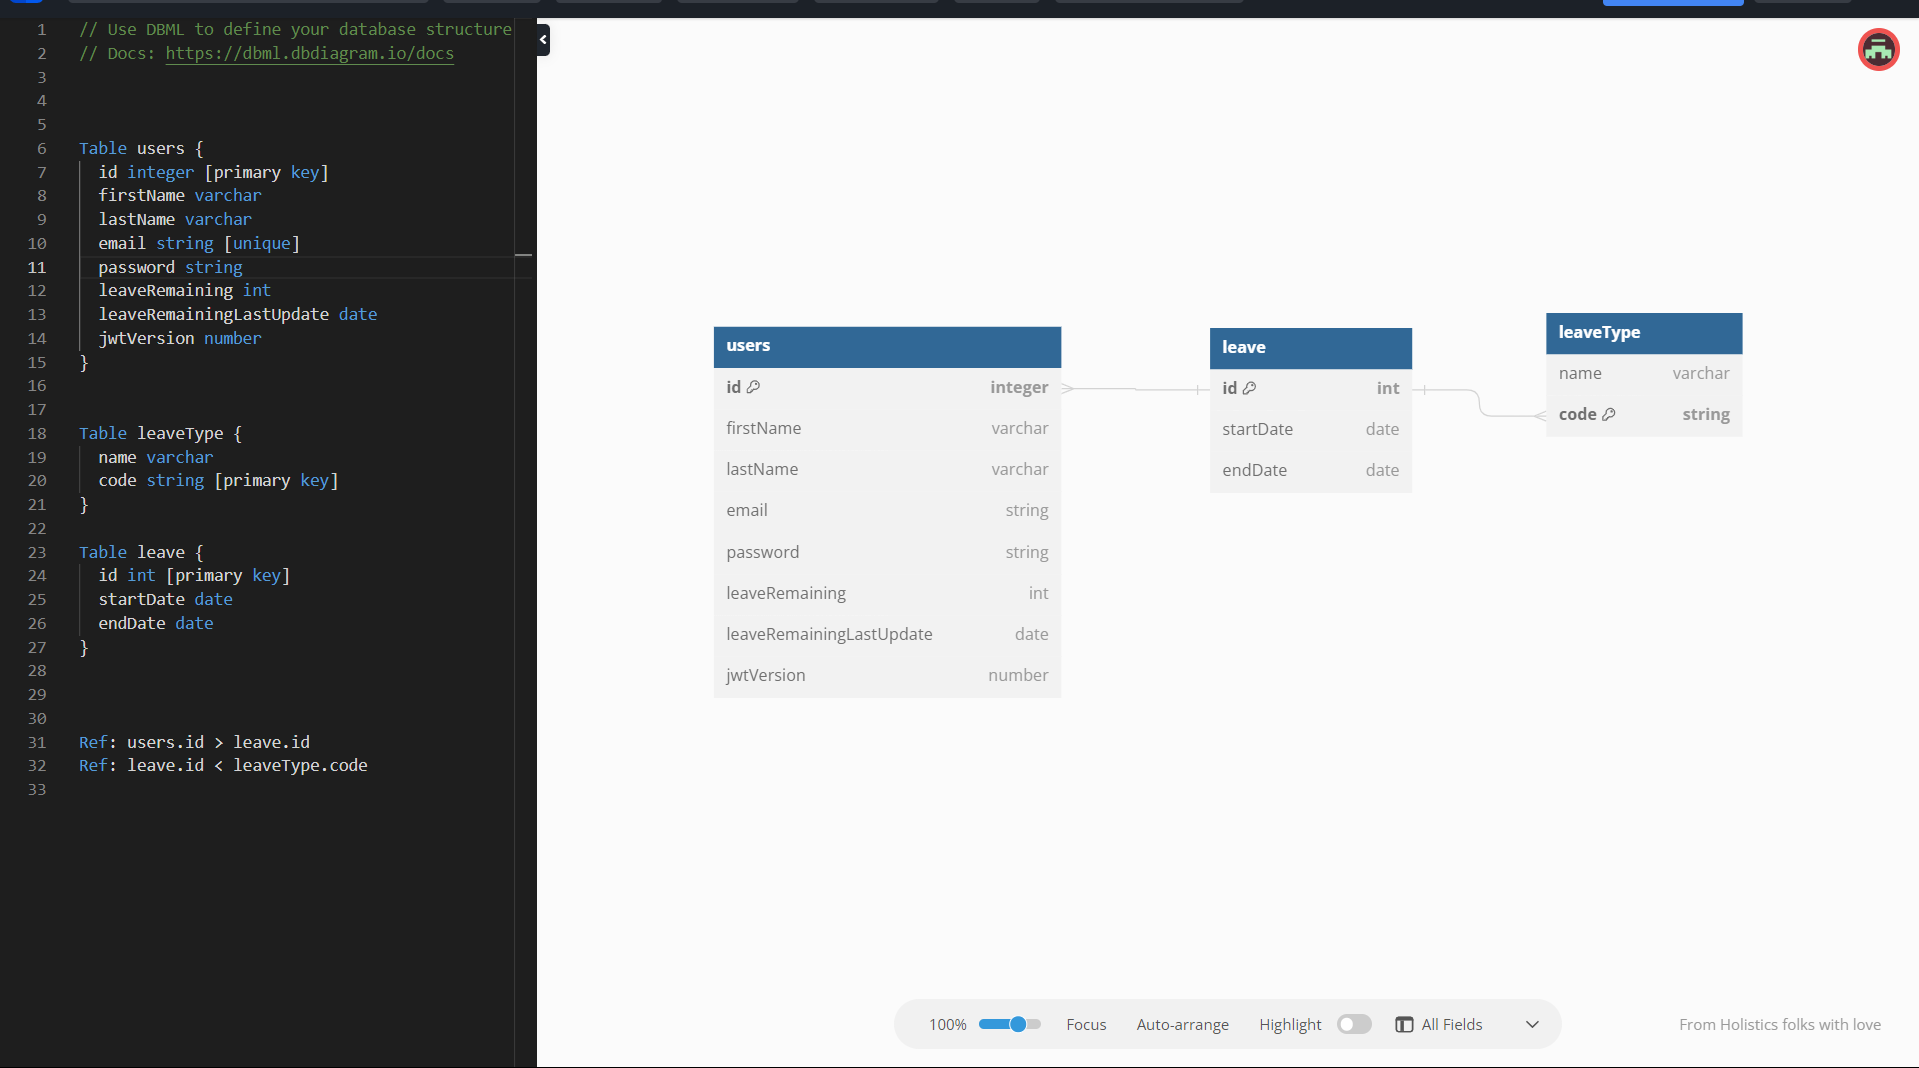 1 // Use DBML to define your database structure
2 // Docs: https://dbml.dbdiagram.io/docs
3
4
5
6 Table users {
7 id integer [primary key]
8 firstName varchar
9 lastName varchar
10 email string [unique]
11 password string
12 leaveRemaining int
13 leaveRemainingLastUpdate date
14 jwtVersion number
15 }
16
17
18 Table leaveType {
19 name varchar
20 code string [primary key]
21 }
22
23 Table leave {
24 id int [primary key]
25 startDate date
26 endDate date
27 }
28
29
30
31 Ref: users.id > leave.id
32 Ref: leave.id < leaveType.code
33
users
id integer
firstName varchar
lastName varchar
email string
password string
leaveRemaining int
leaveRemainingLastUpdate date
jwtVersion number
leave
id int
startDate date
endDate date
leaveType
name varchar
code string
100% Focus Auto-arrange Highlight All Fields
From Holistics folks with love